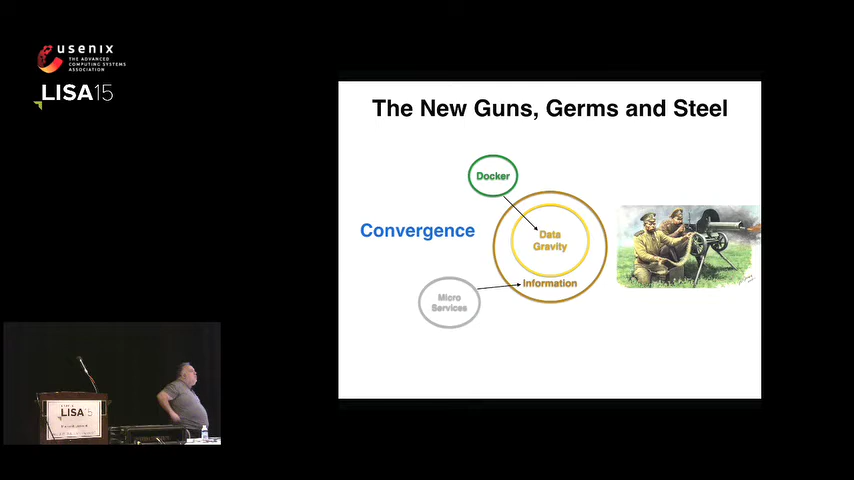 usenix
THE ADVANCED
COMPUTING SYSTEMS
ASSOCIATION
LISA15
The New Guns, Germs and Steel
Docker
Convergence
Data
Gravity
Information
Micro
Services
LISA15